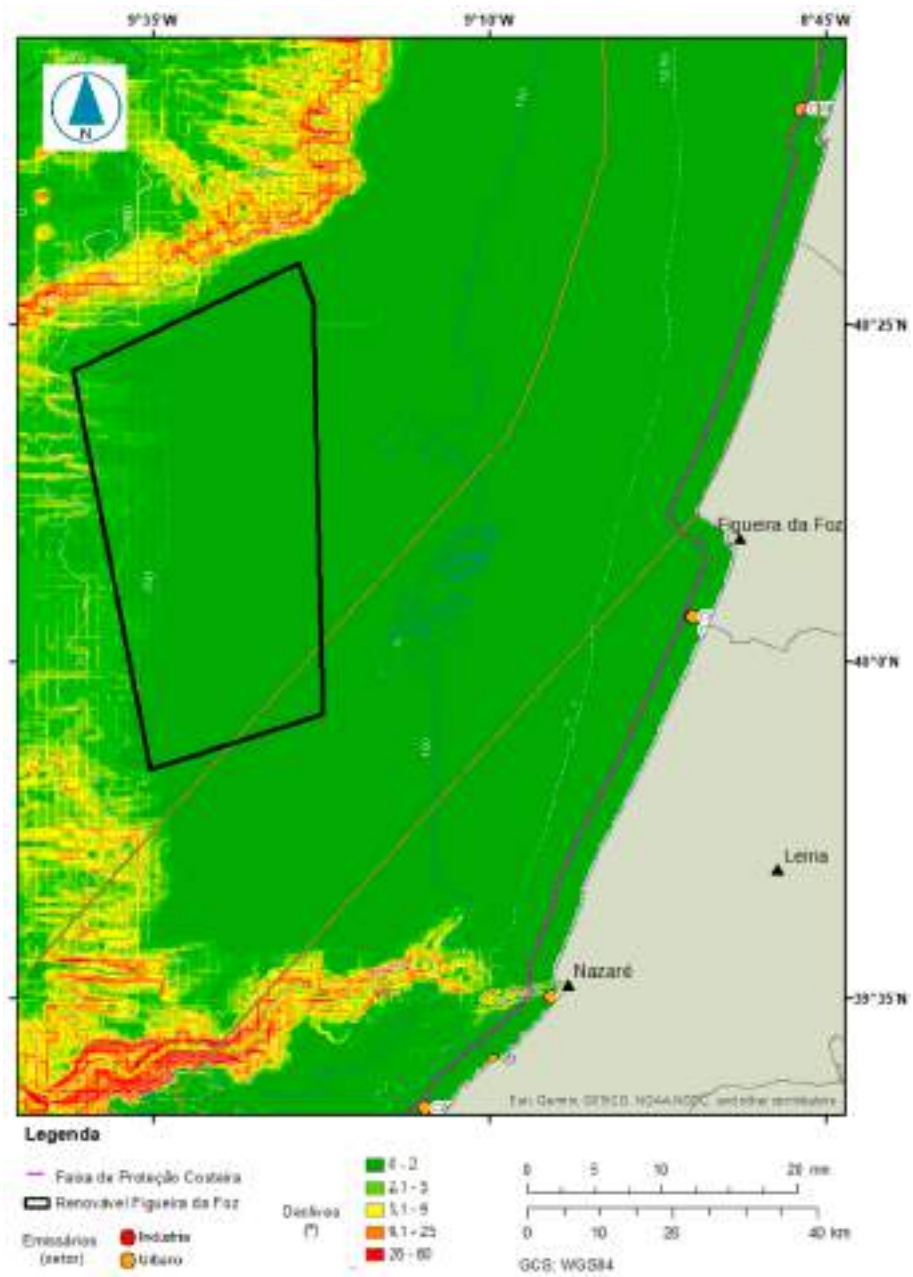 9°35'W 9°10'W 8°45'W
N
40°25'N
Figueira da Foz
40°0'N
Leiria
Nazaré
39°35'N
Esri, Garmin, GEBCO, NOAA NGDC, and other contributors
Legenda
Faixa de Proteção Costeira
Renovável Figueira da Foz
Emissários
(setor)
Indústria
Urbano
Declives
(°)
0 - 2
2,1 - 5
5,1 - 9
9,1 - 25
26 - 60
0 5 10 20 mn
0 10 20 40 km
GCS: WGS84